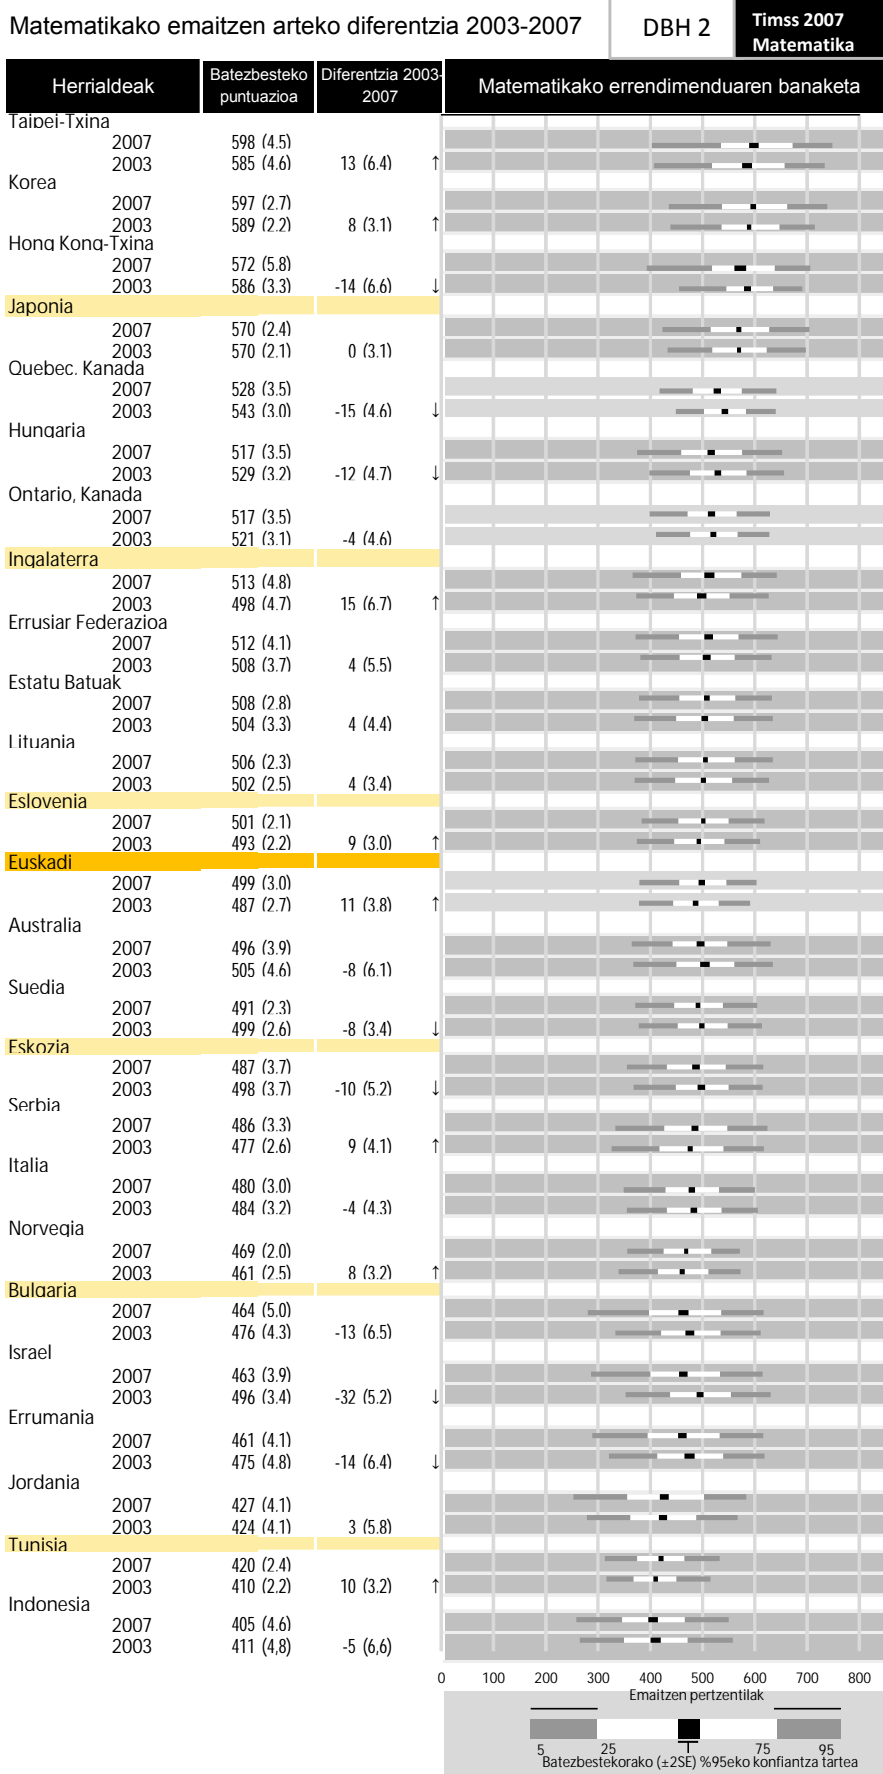 Matematikako emaitzen arteko diferentzia 2003-2007
DBH 2
Timss 2007
Matematika
Herrialdeak
Batezbesteko
puntuazioa
Diferentzia 2003-
2007
Matematikako errendimenduaren banaketa
Taipei-Txina
2007 598 (4.5)
2003 585 (4.6) 13 (6.4) ↑
Korea
2007 597 (2.7)
2003 589 (2.2) 8 (3.1) ↑
Hong Kong-Txina
2007 572 (5.8)
2003 586 (3.3) -14 (6.6) ↓
Japonia
2007 570 (2.4)
2003 570 (2.1) 0 (3.1)
Quebec. Kanada
2007 528 (3.5)
2003 543 (3.0) -15 (4.6) ↓
Hungaria
2007 517 (3.5)
2003 529 (3.2) -12 (4.7) ↓
Ontario, Kanada
2007 517 (3.5)
2003 521 (3.1) -4 (4.6)
Ingalaterra
2007 513 (4.8)
2003 498 (4.7) 15 (6.7) ↑
Errusiar Federazioa
2007 512 (4.1)
2003 508 (3.7) 4 (5.5)
Estatu Batuak
2007 508 (2.8)
2003 504 (3.3) 4 (4.4)
Lituania
2007 506 (2.3)
2003 502 (2.5) 4 (3.4)
Eslovenia
2007 501 (2.1)
2003 493 (2.2) 9 (3.0) ↑
Euskadi
2007 499 (3.0)
2003 487 (2.7) 11 (3.8) ↑
Australia
2007 496 (3.9)
2003 505 (4.6) -8 (6.1)
Suedia
2007 491 (2.3)
2003 499 (2.6) -8 (3.4) ↓
Eskozia
2007 487 (3.7)
2003 498 (3.7) -10 (5.2) ↓
Serbia
2007 486 (3.3)
2003 477 (2.6) 9 (4.1) ↑
Italia
2007 480 (3.0)
2003 484 (3.2) -4 (4.3)
Norvegia
2007 469 (2.0)
2003 461 (2.5) 8 (3.2) ↑
Bulgaria
2007 464 (5.0)
2003 476 (4.3) -13 (6.5)
Israel
2007 463 (3.9)
2003 496 (3.4) -32 (5.2) ↓
Errumania
2007 461 (4.1)
2003 475 (4.8) -14 (6.4) ↓
Jordania
2007 427 (4.1)
2003 424 (4.1) 3 (5.8)
Tunisia
2007 420 (2.4)
2003 410 (2.2) 10 (3.2) ↑
Indonesia
2007 405 (4.6)
2003 411 (4,8) -5 (6,6)
0 100 200 300 400 500 600 700 800
Emaitzen pertzentilak
5 25 75 95
Batezbestekorako (±2SE) %95eko konfiantza tartea